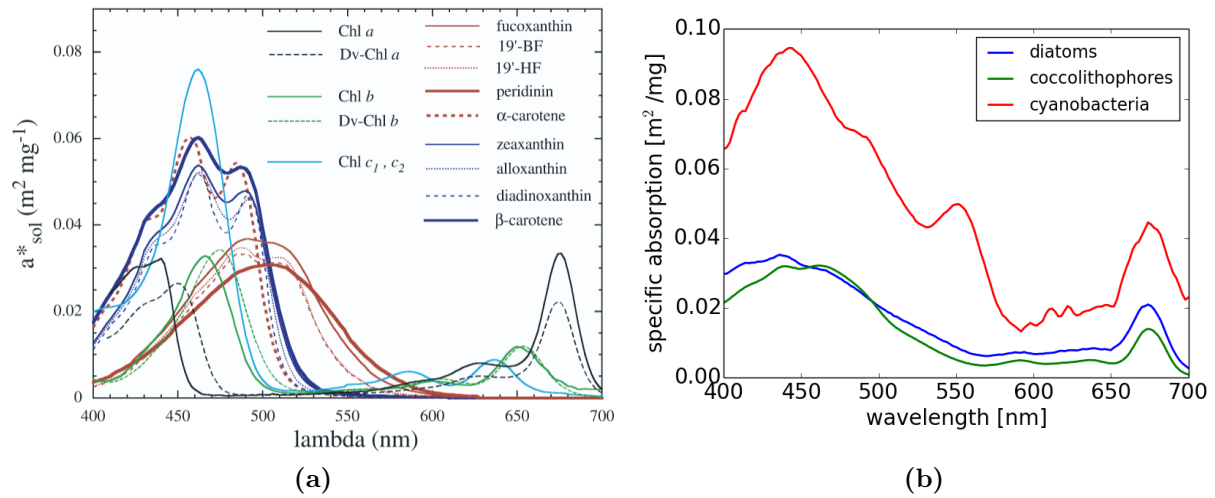 0.08
0.06
0.04
0.02
0
400
450
500
550
600
650
700
a*sol (m² mg⁻¹)
lambda (nm)
Chl a
Dv-Chl a
Chl b
Dv-Chl b
Chl c1 , c2
fucoxanthin
19'-BF
19'-HF
peridinin
α-carotene
zeaxanthin
alloxanthin
diadinoxanthin
β-carotene
(a)
0.10
0.08
0.06
0.04
0.02
0.00
400
450
500
550
600
650
700
specific absorption [m² /mg]
wavelength [nm]
diatoms
coccolithophores
cyanobacteria
(b)